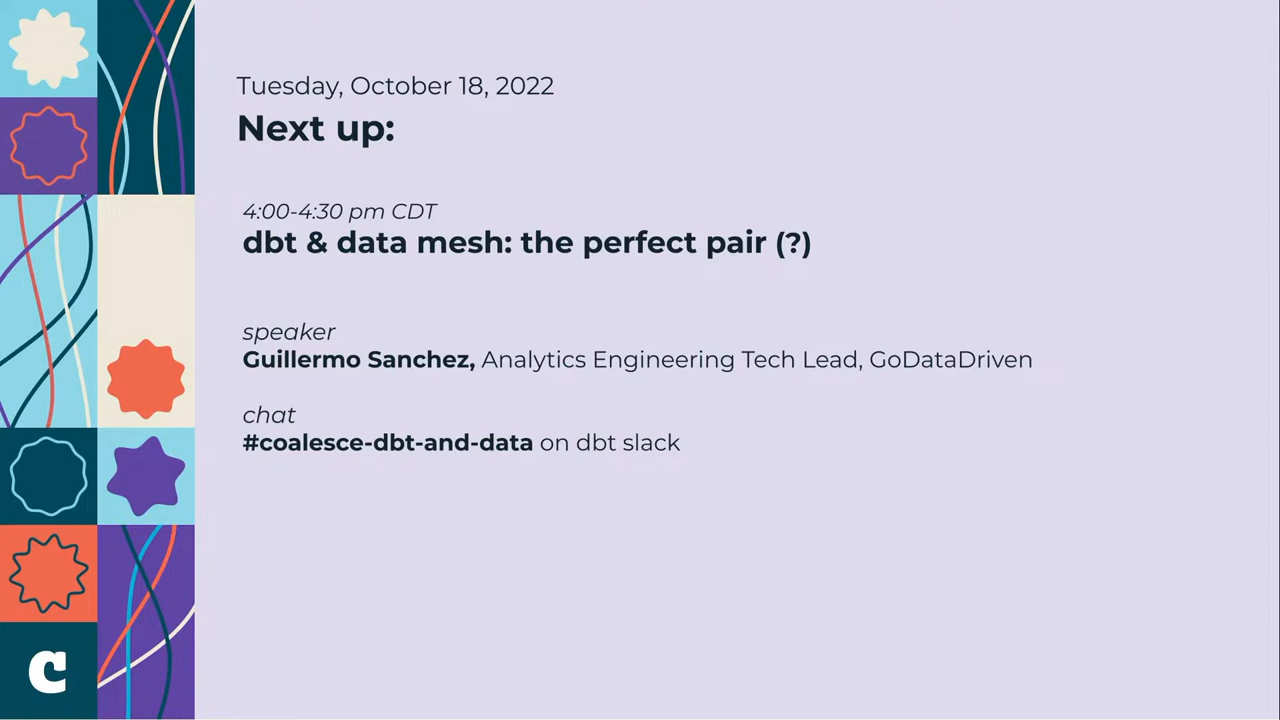 Tuesday, October 18, 2022
Next up:
4:00-4:30 pm CDT
dbt & data mesh: the perfect pair (?)
speaker
Guillermo Sanchez, Analytics Engineering Tech Lead, GoDataDriven
chat
#coalesce-dbt-and-data on dbt slack
c